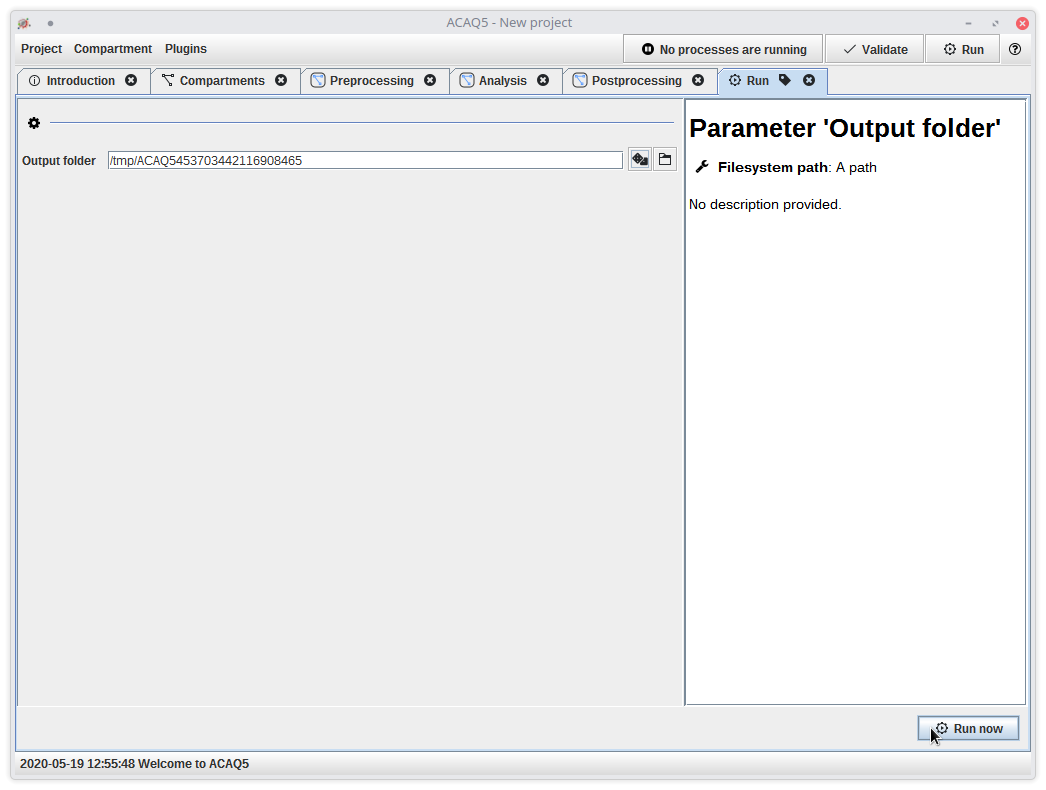 ACAQ5 - New project
Project Compartment Plugins No processes are running Validate Run
Introduction Compartments Preprocessing Analysis Postprocessing Run
Parameter 'Output folder'
Output folder /tmp/ACAQ5453703442116908465
Filesystem path: A path
No description provided.
Run now
2020-05-19 12:55:48 Welcome to ACAQ5